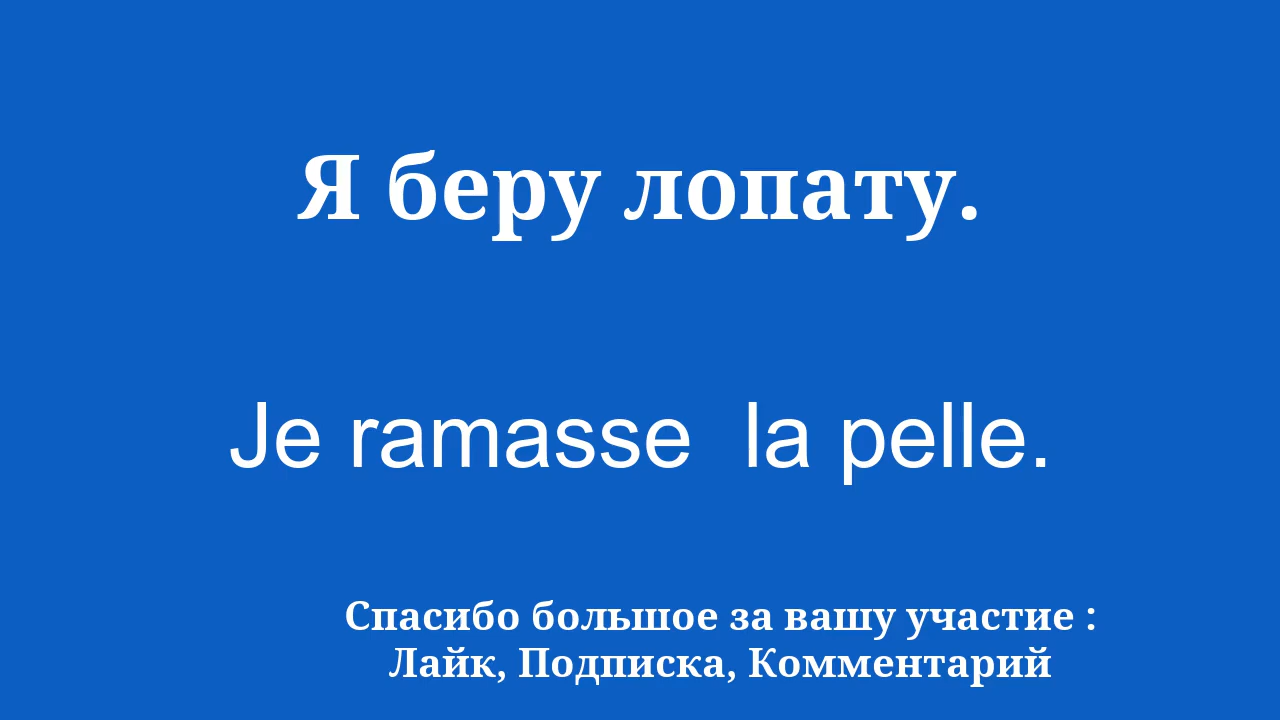 Я беру лопату.
Je ramasse  la pelle.
Спасибо большое за вашу участие :
Лайк, Подписка, Комментарий